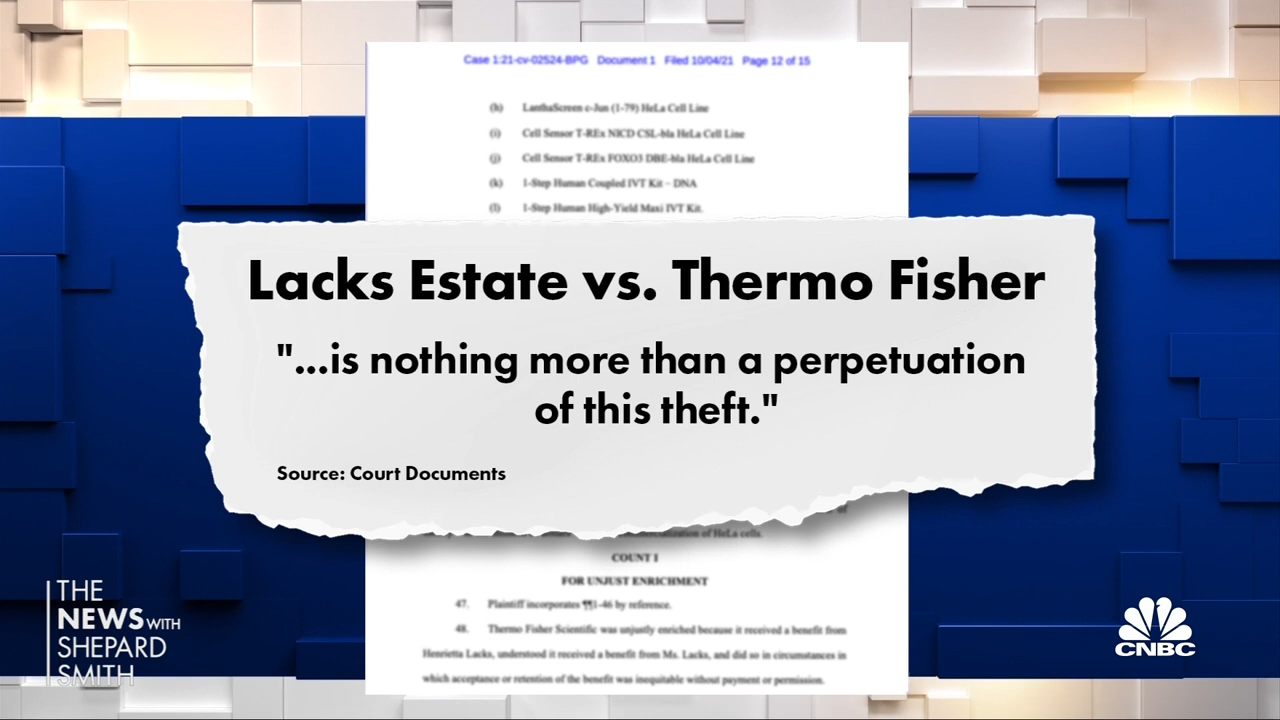 Case 1:21-cv-02524-BPG Document 1 Filed 10/04/21 Page 12 of 15
(h) LanthaScreen c-Jun (1-79) HeLa Cell Line
(i) Cell Sensor T-REx NICD CSL-bla HeLa Cell Line
(j) Cell Sensor T-REx FOXO3 DBE-bla HeLa Cell Line
(k) 1-Step Human Coupled IVT Kit – DNA
(l) 1-Step Human High-Yield Maxi IVT Kit.
Lacks Estate vs. Thermo Fisher
"...is nothing more than a perpetuation
of this theft."
Source: Court Documents
of HeLa cells.
COUNT I
FOR UNJUST ENRICHMENT
47. Plaintiff incorporates ¶¶1-46 by reference.
48. Thermo Fisher Scientific was unjustly enriched because it received a benefit from
Henrietta Lacks, understood it received a benefit from Ms. Lacks, and did so in circumstances in
which acceptance or retention of the benefit was inequitable without payment or permission.
THE
NEWS WITH
SHEPARD
SMITH
CNBC